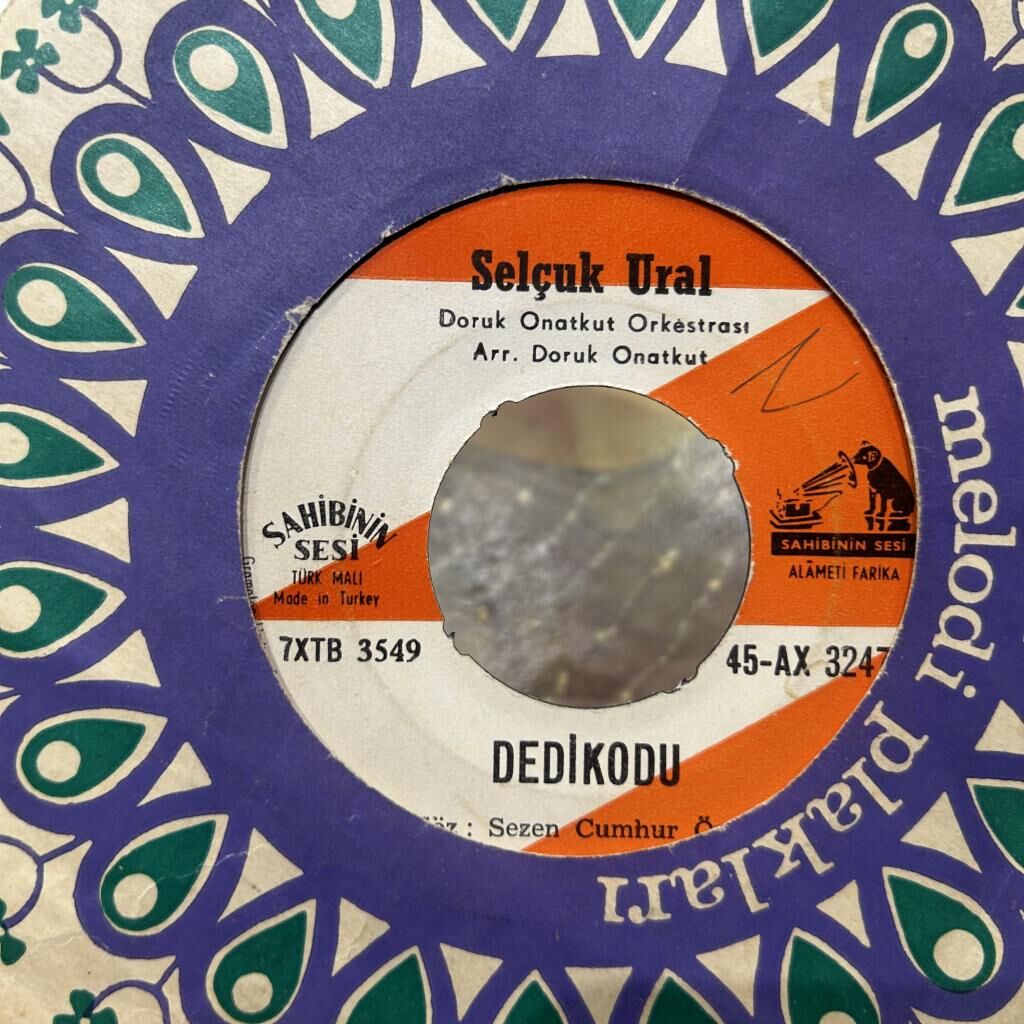 Selçuk Ural
Doruk Onatkut Orkestrası
Arr. Doruk Onatkut
SAHİBİNİN
SESİ
TÜRK MALI
Made in Turkey
SAHİBİNİN SESİ
ALÂMETİ FARİKA
7XTB 3549
45-AX 3247
DEDİKODU
Sezen Cumhur
melodi plakları